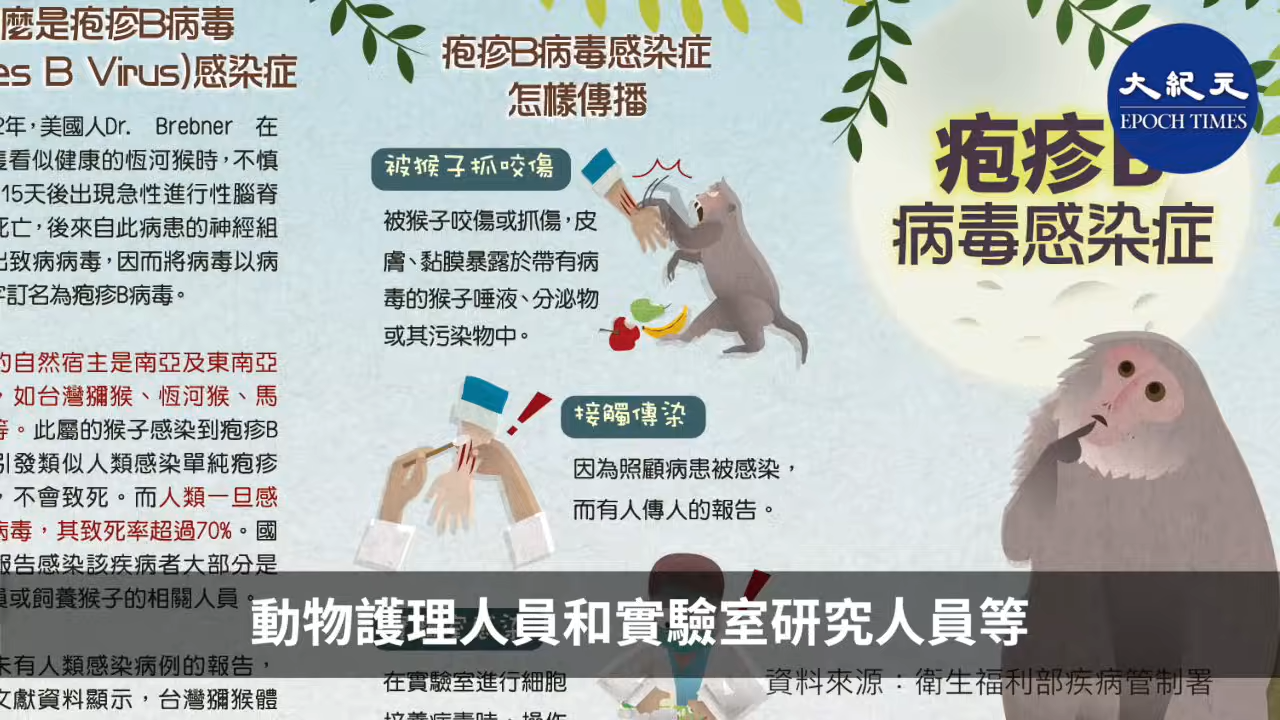 麼是疱疹B病毒
es B Virus)感染症
2年，美國人Dr. Brebner 在
看似健康的恆河猴時，不慎
15天後出現急性進行性腦脊
死亡，後來自此病患的神經組
出致病病毒，因而將病毒以病
字訂名為疱疹B病毒。
的自然宿主是南亞及東南亞
，如台灣獼猴、恆河猴、馬
等。此屬的猴子感染到疱疹B
引發類似人類感染單純疱疹
，不會致死。而人類一旦感
病毒，其致死率超過70%。國
報告感染該疾病者大部分是
員或飼養猴子的相關人員。
未有人類感染病例的報告，
文獻資料顯示，台灣獼猴體
疱疹B病毒感染症
怎樣傳播
被猴子抓咬傷
被猴子咬傷或抓傷，皮
膚、黏膜暴露於帶有病
毒的猴子唾液、分泌物
或其污染物中。
接觸傳染
因為照顧病患被感染，
而有人傳人的報告。
在實驗室進行細胞
培養病毒時，操作
大紀元
EPOCH TIMES
疱疹B
病毒感染症
動物護理人員和實驗室研究人員等
資料來源：衛生福利部疾病管制署